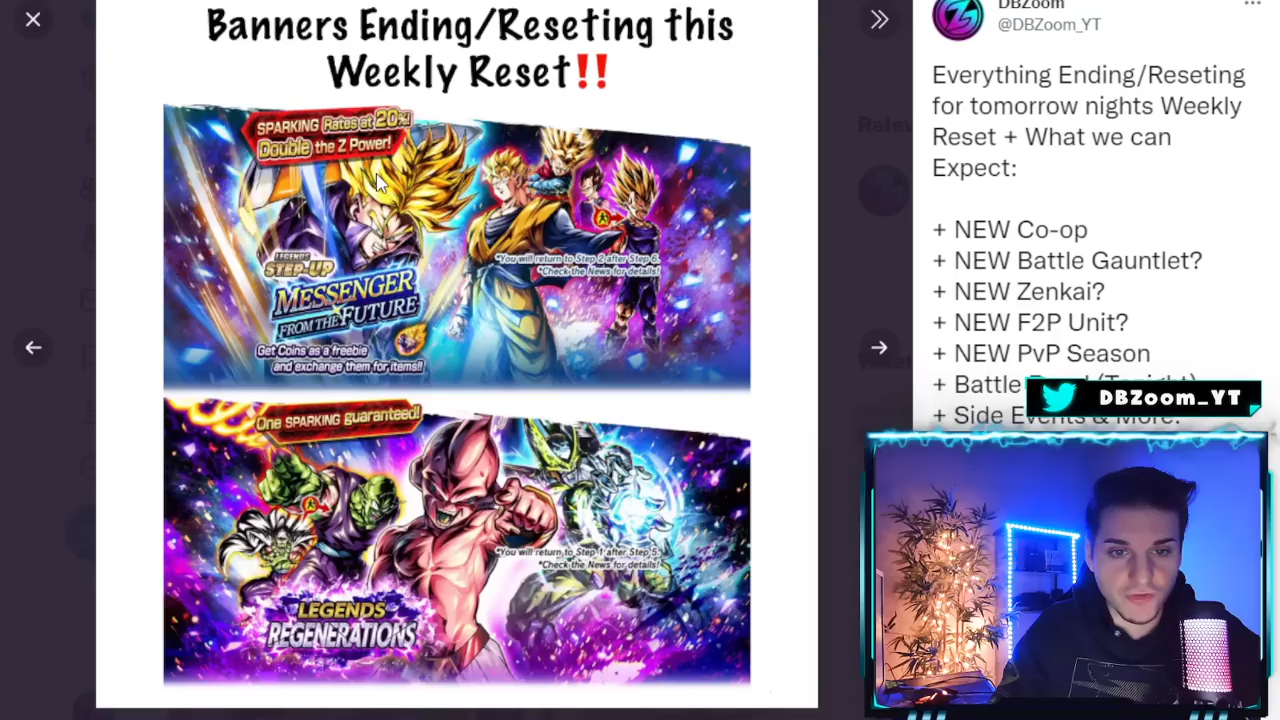 Banners Ending/Reseting this
Weekly Reset!!
SPARKING Rates at 20%!
Double the Z Power!
LEGENDS
STEP-UP
MESSENGER
FROM THE FUTURE
Get Coins as a freebie
and exchange them for items!!
*You will return to Step 2 after Step 6.
*Check the News for details!
One SPARKING guaranteed!
*You will return to Step 1 after Step 5.
*Check the News for details!
LEGENDS
REGENERATIONS
DBZoom
@DBZoom_YT
Everything Ending/Reseting
for tomorrow nights Weekly
Reset + What we can
Expect:
+ NEW Co-op
+ NEW Battle Gauntlet?
+ NEW Zenkai?
+ NEW F2P Unit?
+ NEW PvP Season
+ Battle
+ Side Events & More!
DBZoom_YT